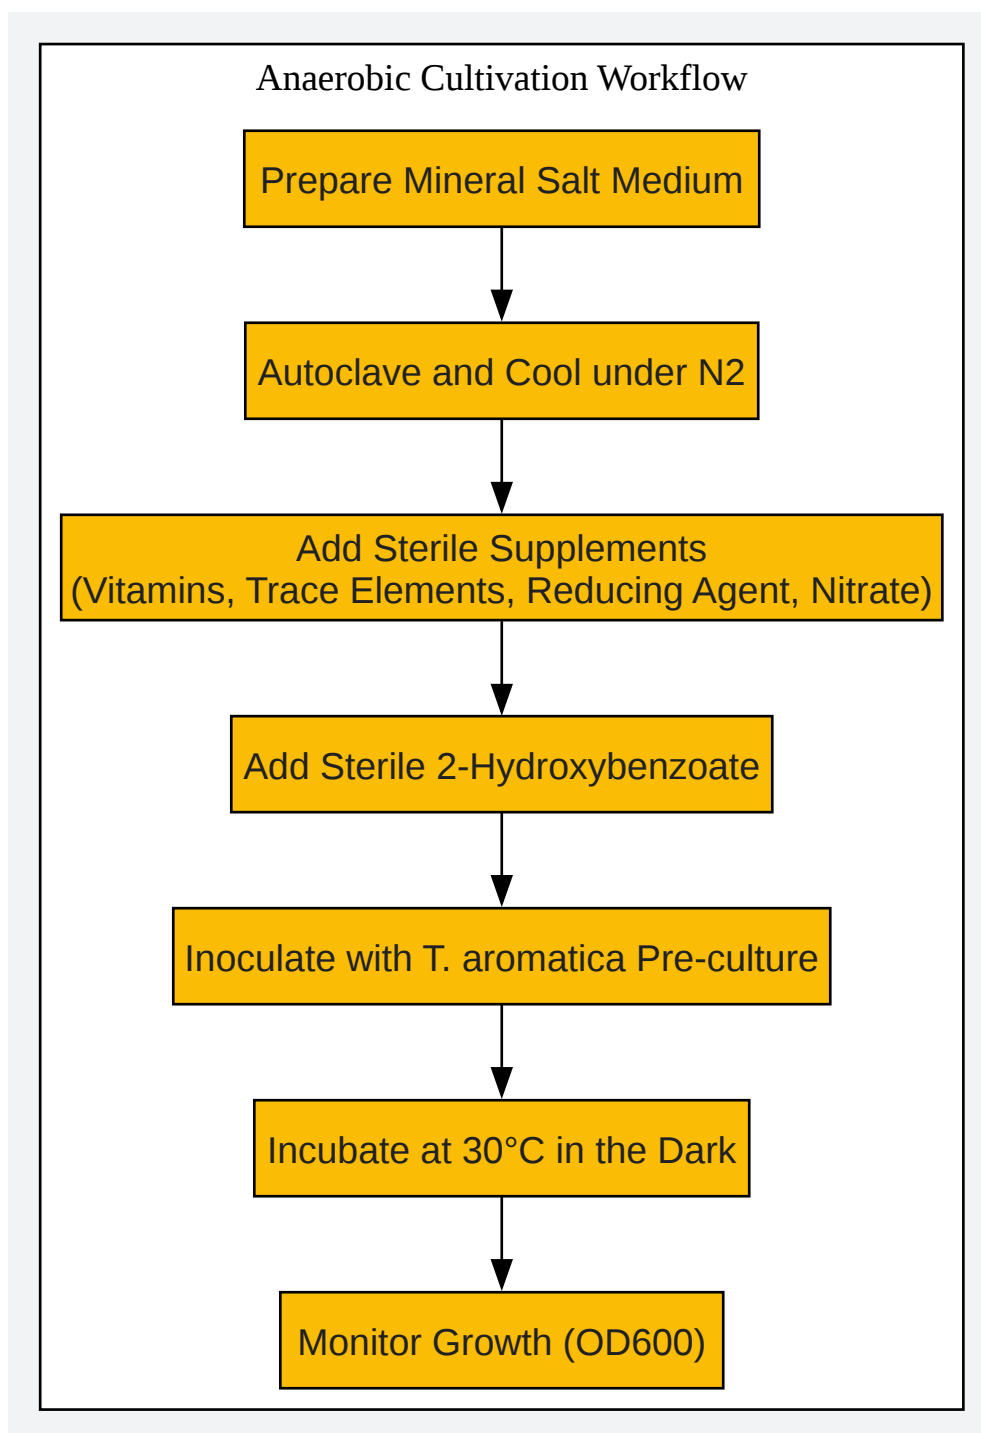 Anaerobic Cultivation Workflow
Prepare Mineral Salt Medium
Autoclave and Cool under N2
Add Sterile Supplements
(Vitamins, Trace Elements, Reducing Agent, Nitrate)
Add Sterile 2-Hydroxybenzoate
Inoculate with T. aromatica Pre-culture
Incubate at 30°C in the Dark
Monitor Growth (OD600)